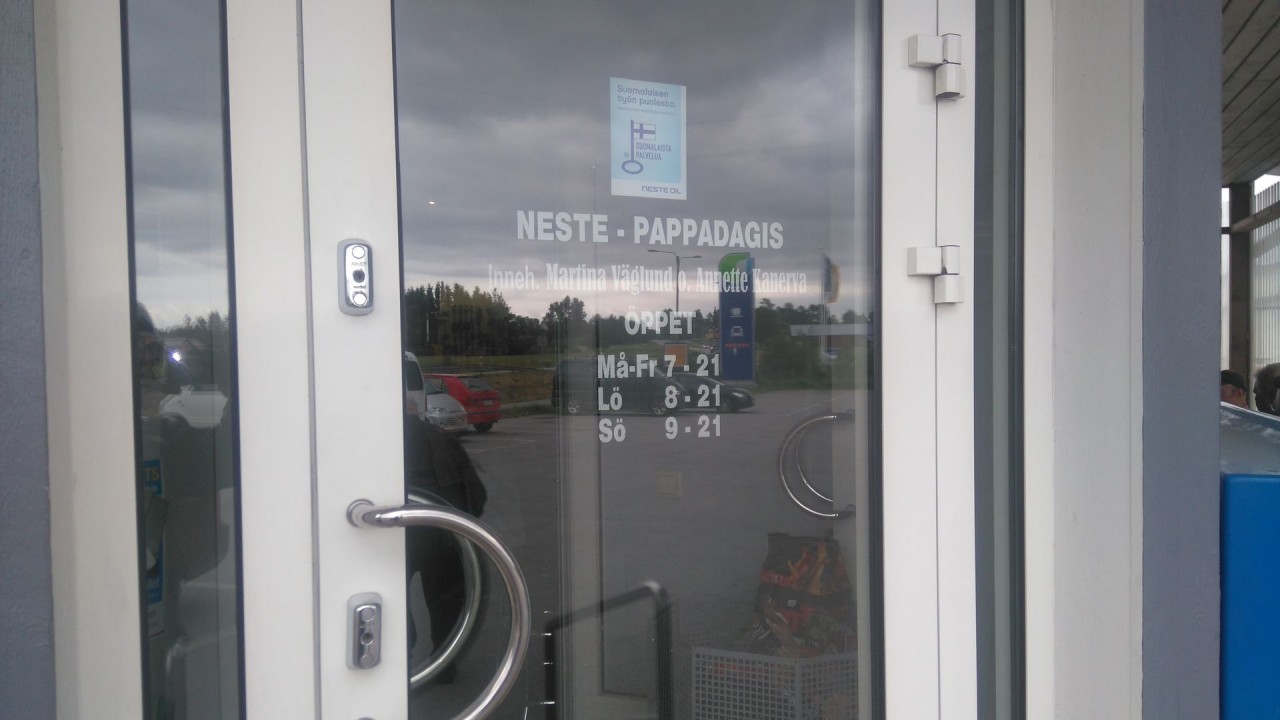 Suomalaisen
työn puolesta.
SUOMALAISTA
PALVELUA
NESTE OIL
NESTE - PAPPADAGIS
Inneh. Martina Väglund o. Annette Kanerva
ÖPPET
Må-Fr 7 - 21
Lö 8 - 21
Sö 9 - 21